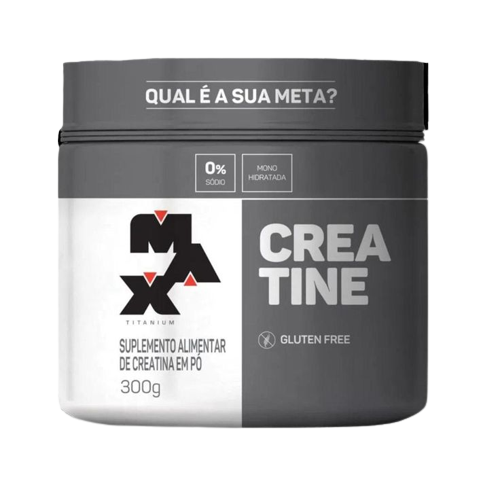 QUAL É A SUA META?
0%
SÓDIO
MONO
HIDRATADA
MAX
TITANIUM
CREA
TINE
GLUTEN FREE
SUPLEMENTO ALIMENTAR
DE CREATINA EM PÓ
300g